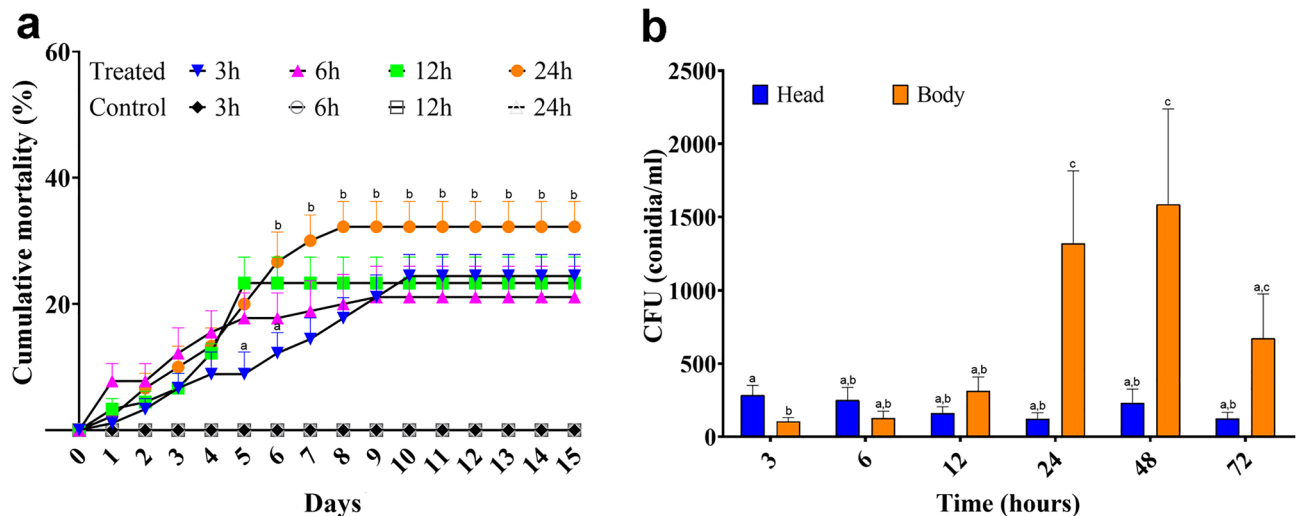 a
60
40
20
Cumulative mortality (%)
Treated 3h 6h 12h 24h
Control 3h 6h 12h 24h
b b b b b b b b b b
a a
0 1 2 3 4 5 6 7 8 9 10 11 12 13 14 15
Days
b
2500
2000
1500
1000
500
0
CFU (conidia/ml)
Head Body
a b a,b a,b a,b a,b a,b c a,b c a,b a,c
3 6 12 24 48 72
Time (hours)